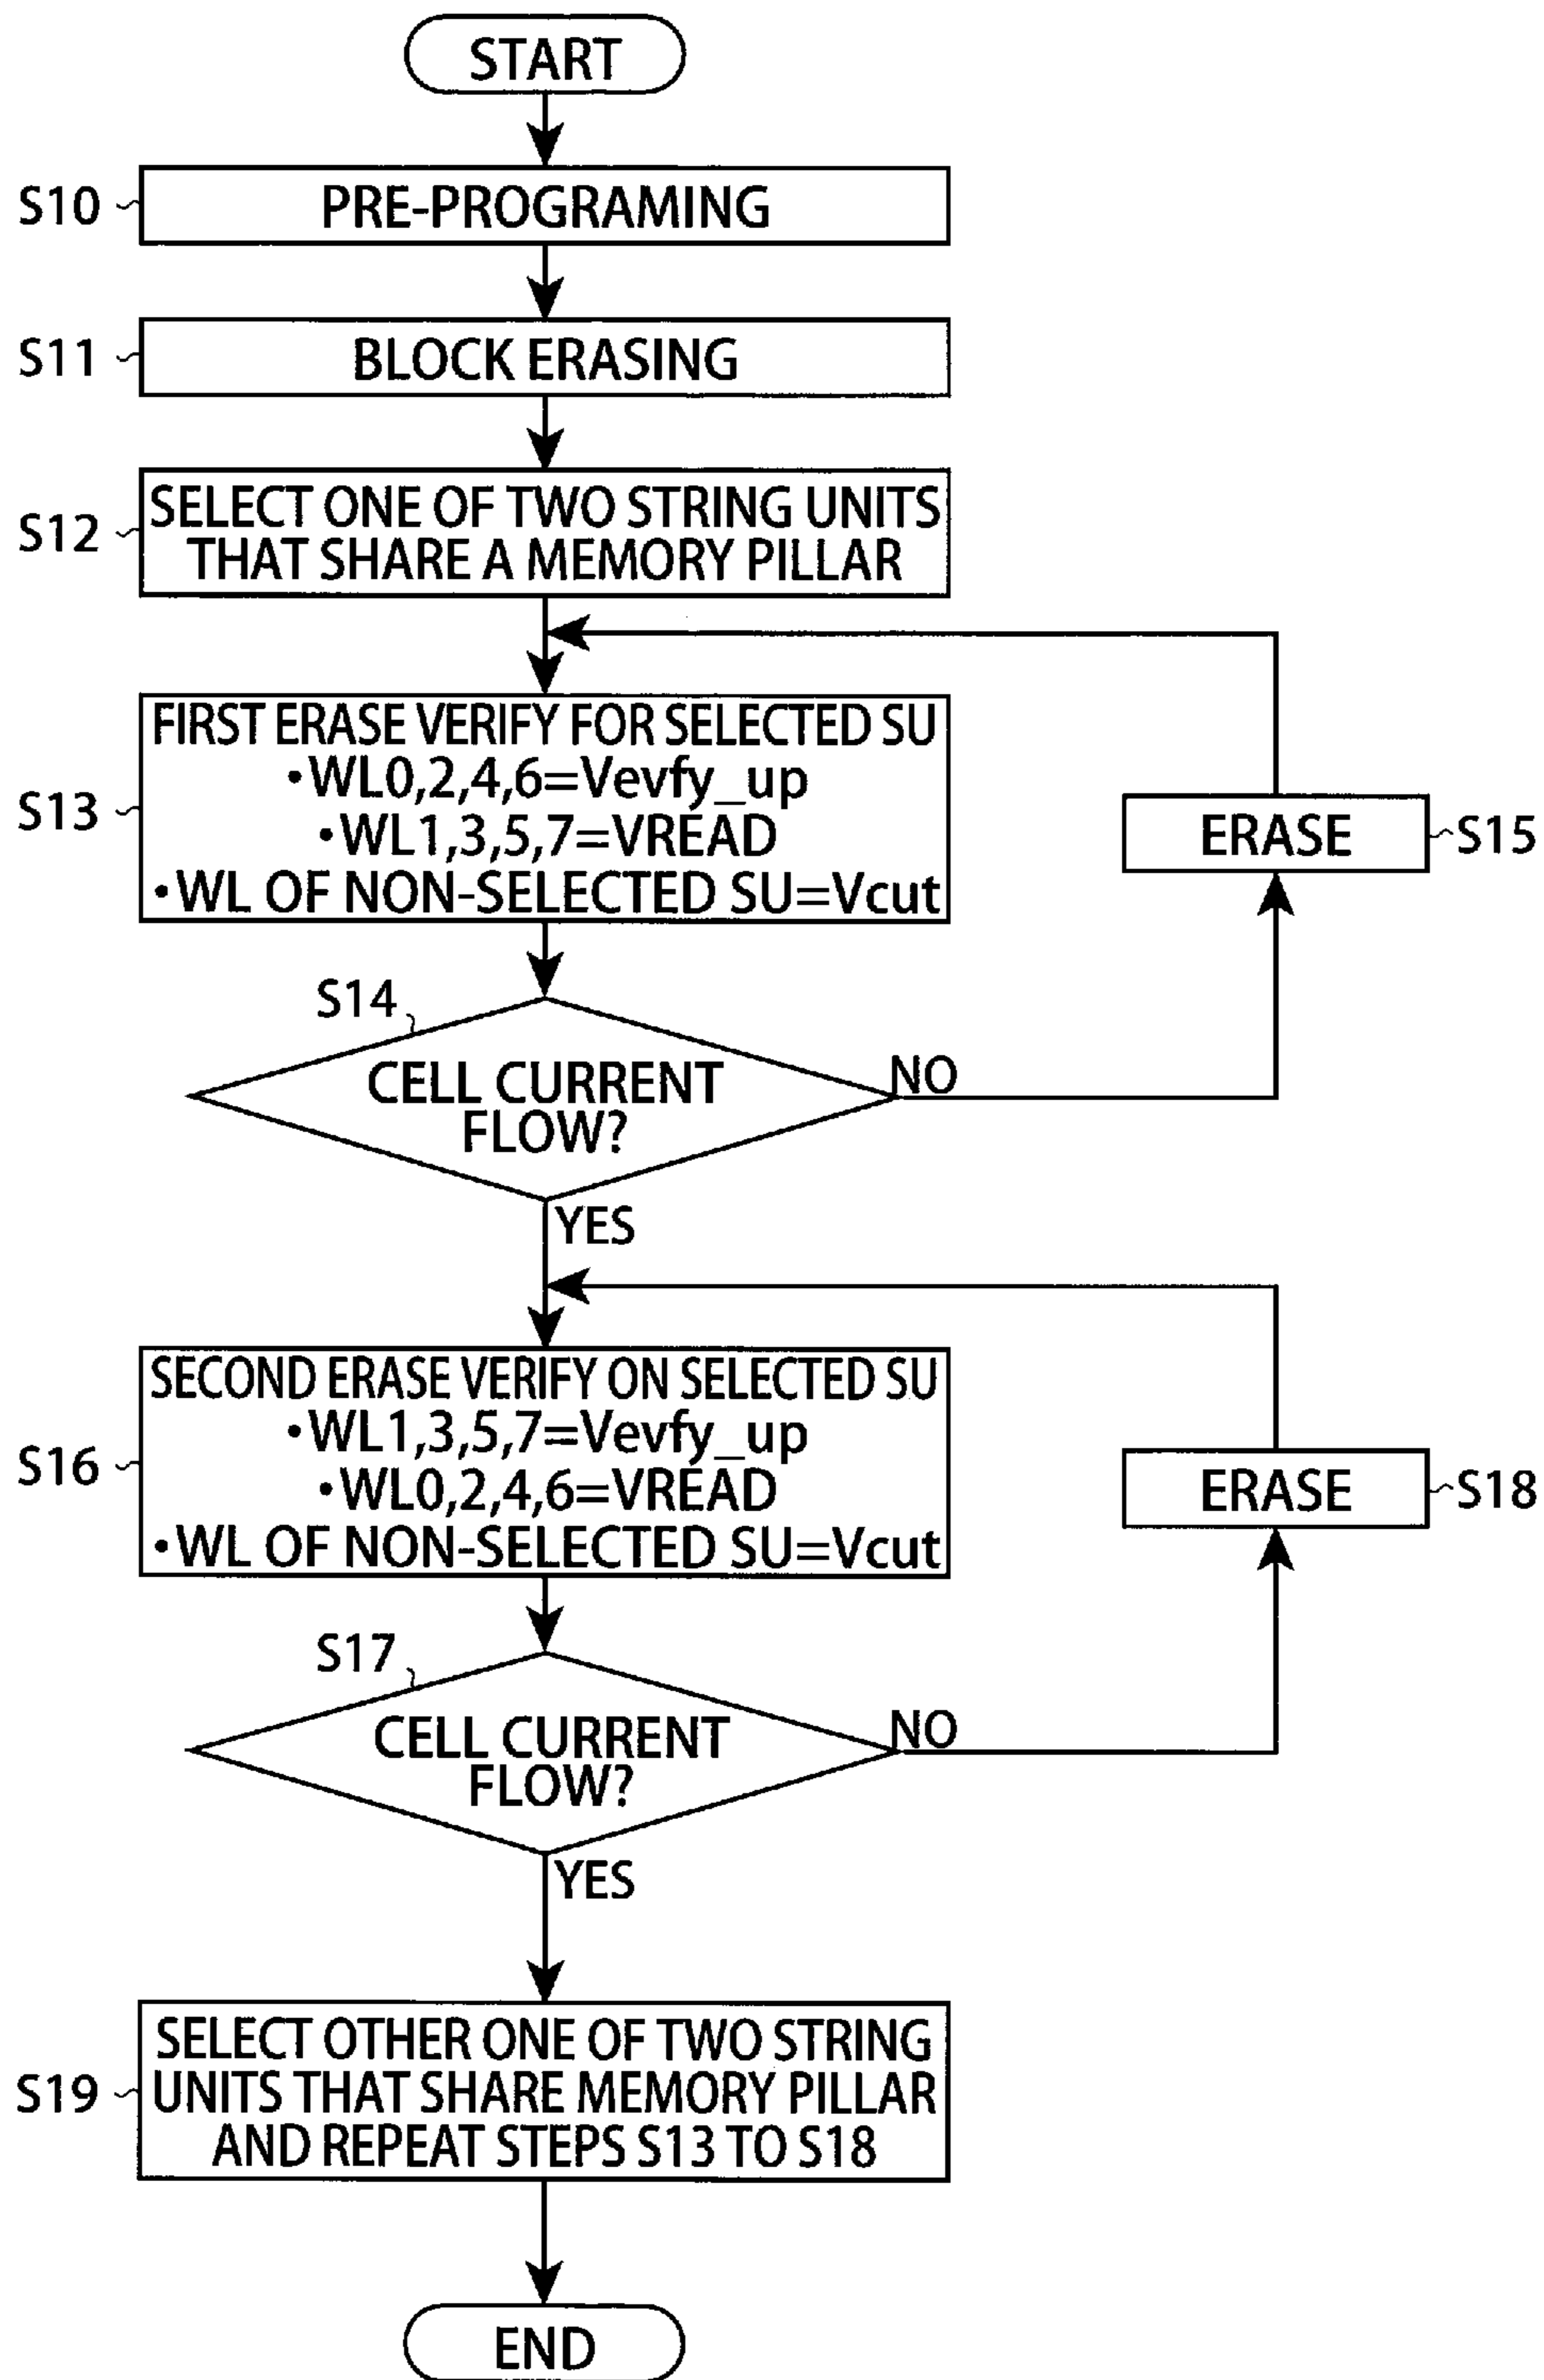 START
S10
PRE-PROGRAMING
S11
BLOCK ERASING
S12
SELECT ONE OF TWO STRING UNITS
THAT SHARE A MEMORY PILLAR
S13
FIRST ERASE VERIFY FOR SELECTED SU
•WL0,2,4,6=Vevfy_up
•WL1,3,5,7=VREAD
•WL OF NON-SELECTED SU=Vcut
ERASE
S15
S14
CELL CURRENT
FLOW?
NO
YES
S16
SECOND ERASE VERIFY ON SELECTED SU
•WL1,3,5,7=Vevfy_up
•WL0,2,4,6=VREAD
•WL OF NON-SELECTED SU=Vcut
ERASE
S18
S17
CELL CURRENT
FLOW?
NO
YES
S19
SELECT OTHER ONE OF TWO STRING
UNITS THAT SHARE MEMORY PILLAR
AND REPEAT STEPS S13 TO S18
END